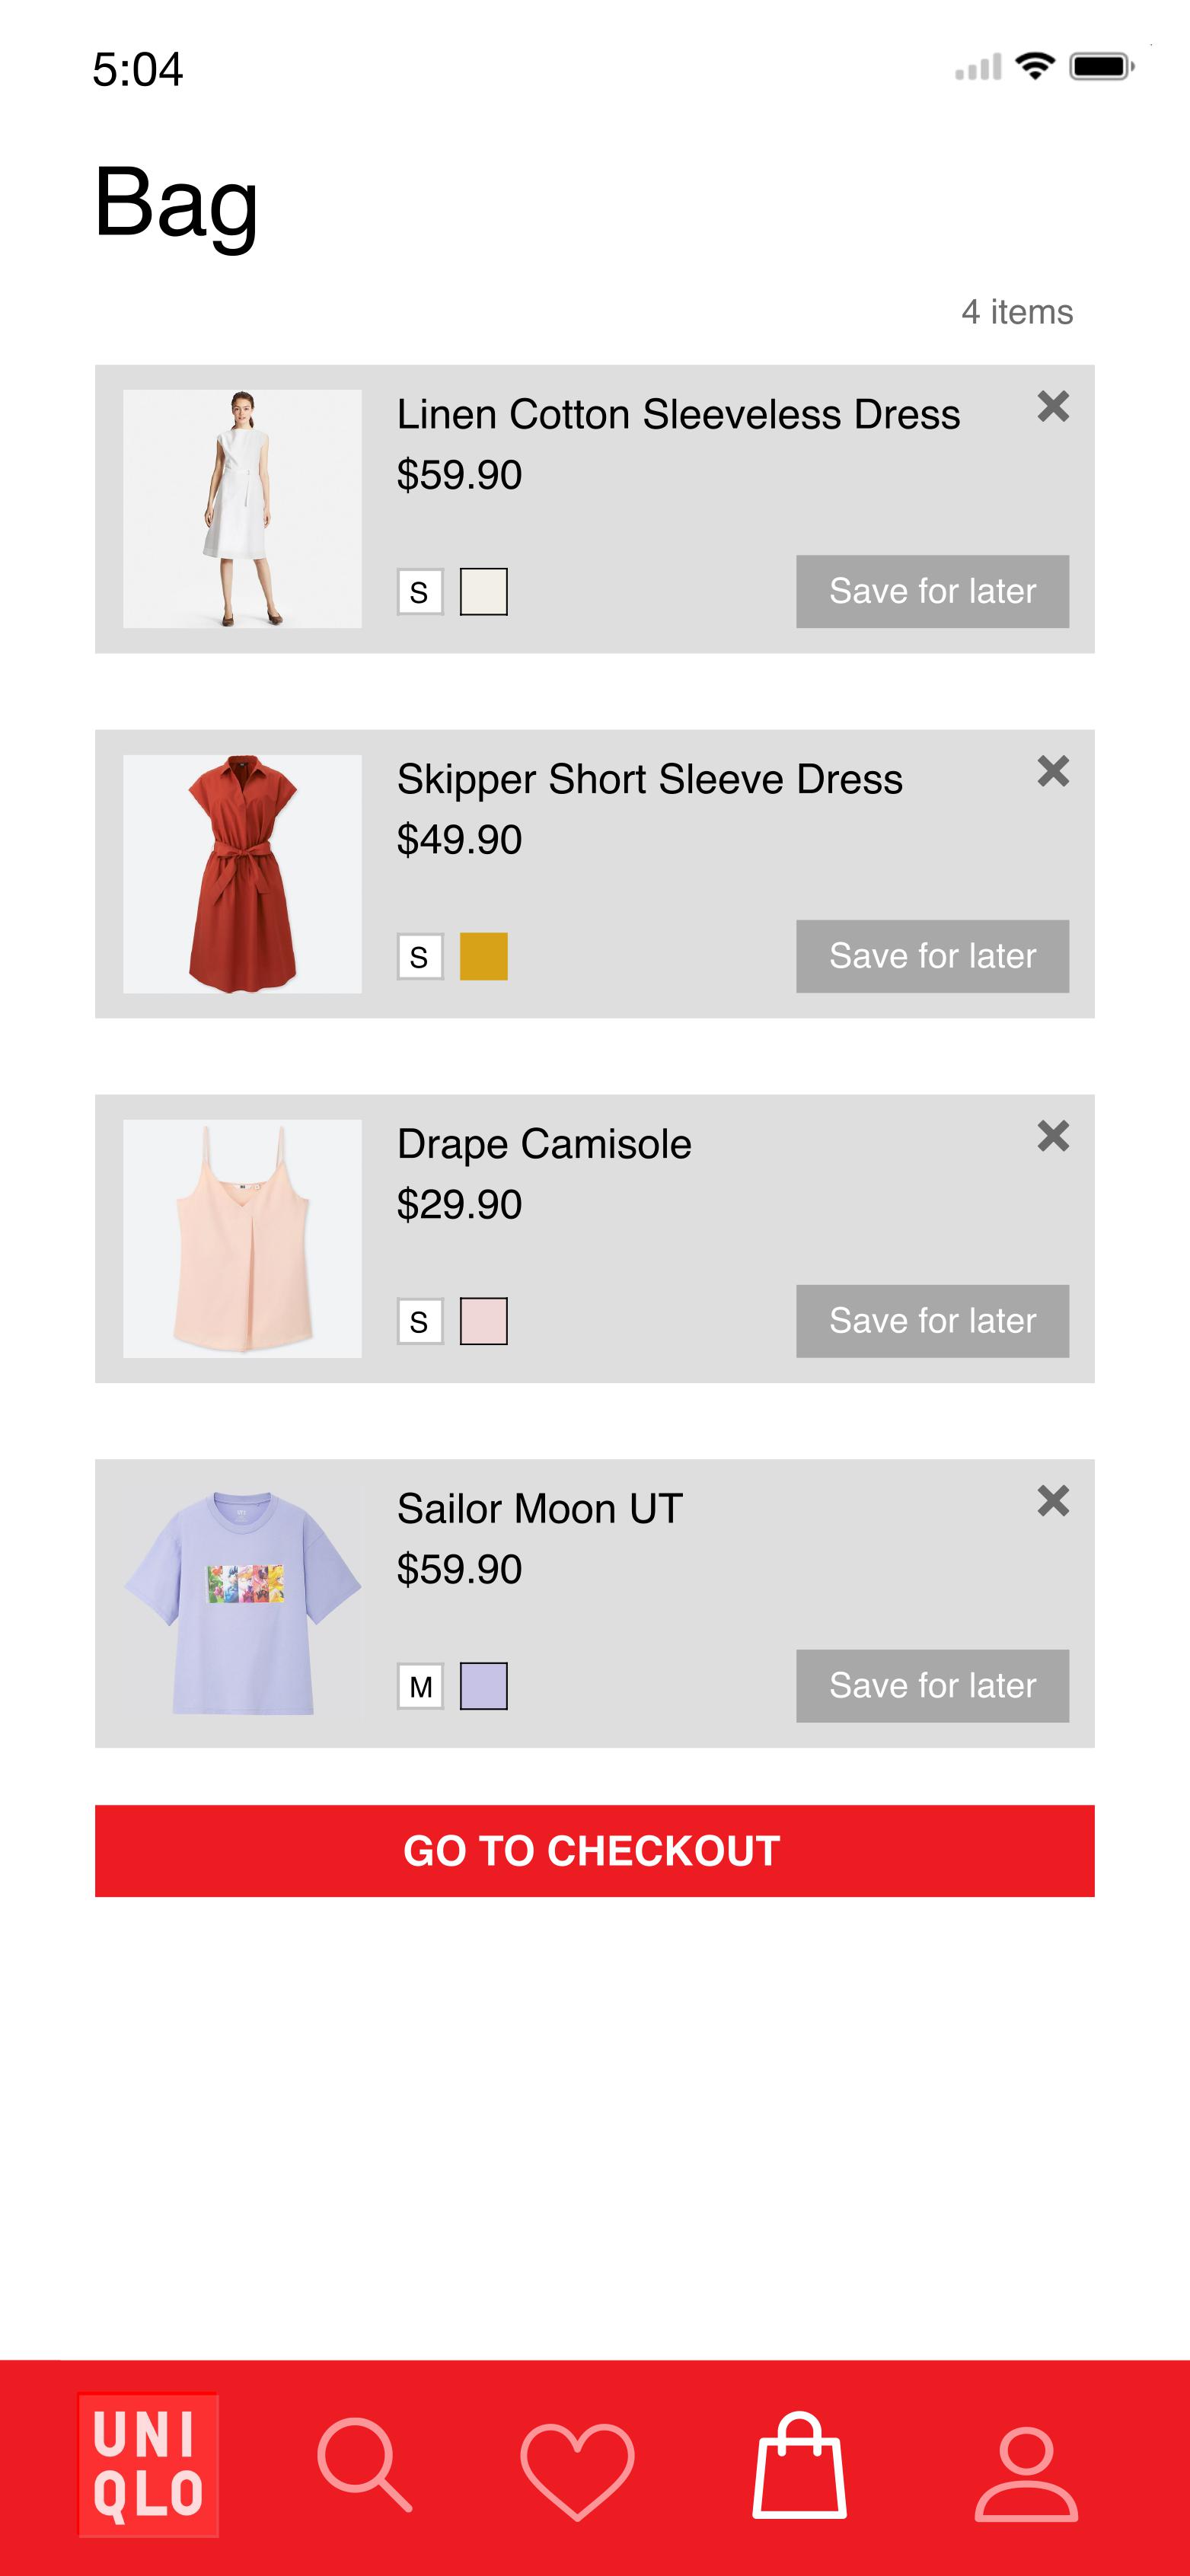 5:04
Bag
4 items
Linen Cotton Sleeveless Dress
$59.90
S
Save for later
Skipper Short Sleeve Dress
$49.90
S
Save for later
Drape Camisole
$29.90
S
Save for later
Sailor Moon UT
$59.90
M
Save for later
GO TO CHECKOUT
UNI
QLO